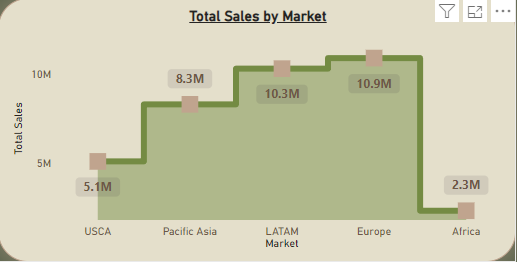 Total Sales by Market
Total Sales
10M
5M
5.1M
8.3M
10.3M
10.9M
2.3M
USCA
Pacific Asia
LATAM
Europe
Africa
Market